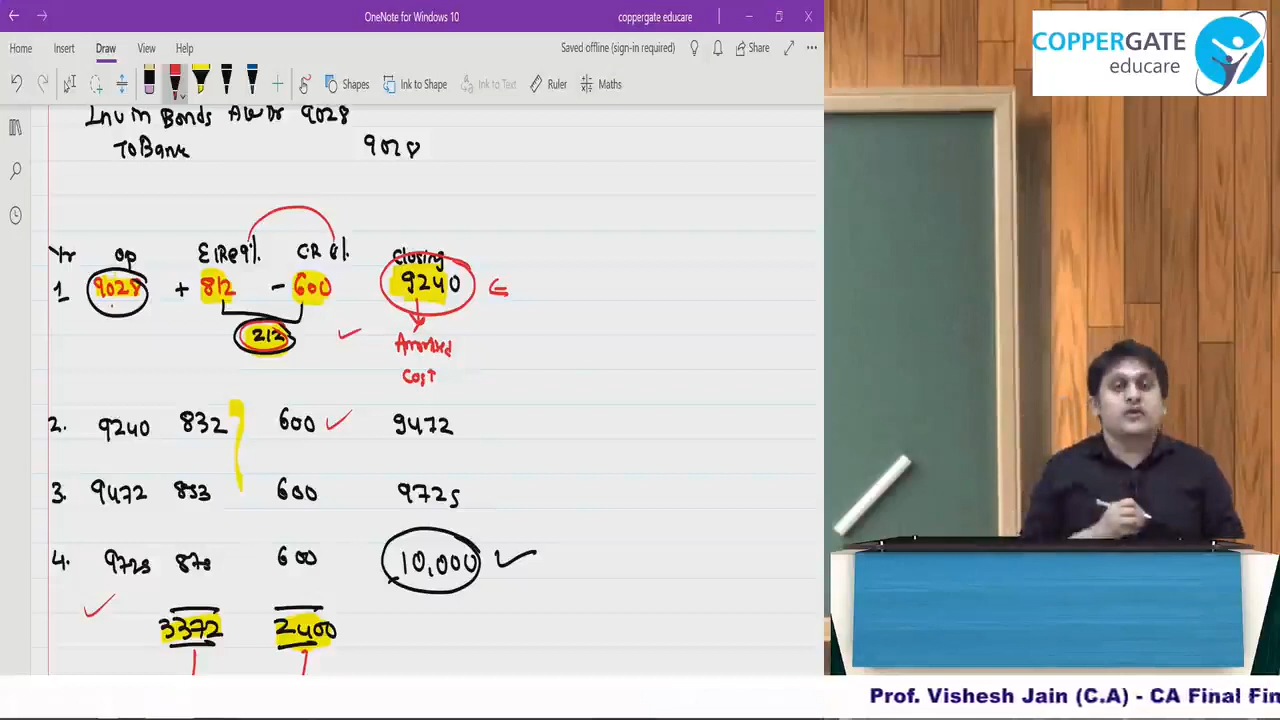 OneNote for Windows 10
coppergate educare
Home Insert Draw View Help
Saved offline (sign-in required)
Share
Shapes
Ink to Shape
Ink to Text
Ruler
Maths
COPPERGATE
educare
Inv in Bonds A/c Dr 9028
To Bank 9028
Yr Op EIR@9% CR 6% Closing
1 9028 + 812 - 600 9240
212
Amortised
Cost
2. 9240 832 600 9472
3. 9472 853 600 9725
4. 9725 875 600 10,000
3372 2400
Prof. Vishesh Jain (C.A) - CA Final Fin